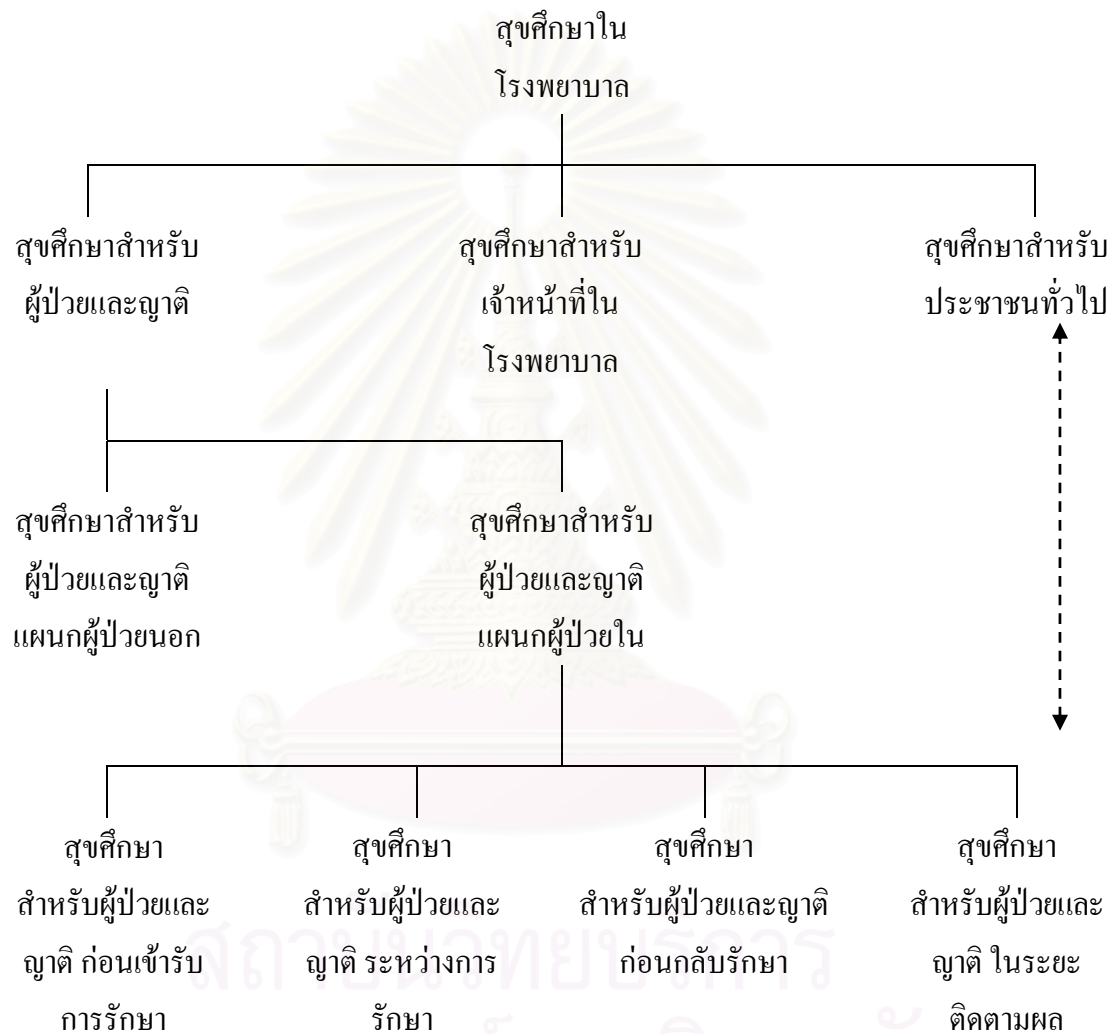 สุขศึกษาใน
โรงพยาบาล
สุขศึกษาสำหรับ
ผู้ป่วยและญาติ
สุขศึกษาสำหรับ
เจ้าหน้าที่ใน
โรงพยาบาล
สุขศึกษาสำหรับ
ประชาชนทั่วไป
สุขศึกษาสำหรับ
ผู้ป่วยและญาติ
แผนกผู้ป่วยนอก
สุขศึกษาสำหรับ
ผู้ป่วยและญาติ
แผนกผู้ป่วยใน
สุขศึกษา
สำหรับผู้ป่วยและ
ญาติ ก่อนเข้ารับ
การรักษา
สุขศึกษา
สำหรับผู้ป่วยและ
ญาติ ระหว่างการ
รักษา
สุขศึกษา
สำหรับผู้ป่วยและญาติ
ก่อนกลับรักษา
สุขศึกษา
สำหรับผู้ป่วยและ
ญาติ ในระยะ
ติดตามผล
สถาบันวิทยบริการ